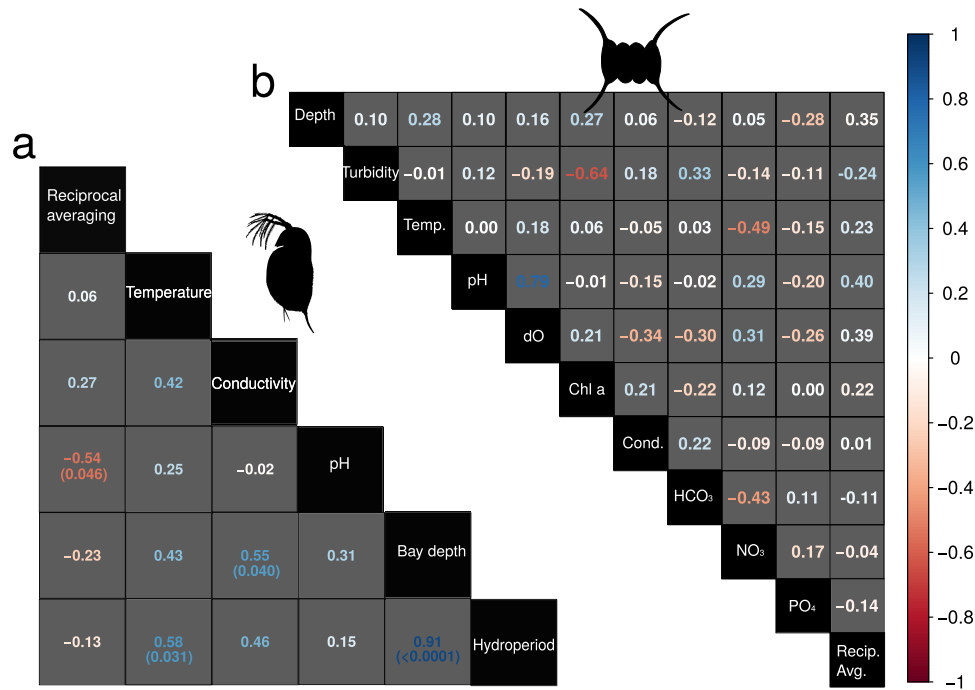 b
Depth 0.10 0.28 0.10 0.16 0.27 0.06 −0.12 0.05 −0.28 0.35
Turbidity −0.01 0.12 −0.19 −0.64 0.18 0.33 −0.14 −0.11 -0.24
Temp. 0.00 0.18 0.06 −0.05 0.03 −0.49 −0.15 0.23
pH 0.79 −0.01 −0.15 −0.02 0.29 −0.20 0.40
dO 0.21 −0.34 −0.30 0.31 −0.26 0.39
Chl a 0.21 −0.22 0.12 0.00 0.22
Cond. 0.22 −0.09 −0.09 0.01
HCO₃ −0.43 0.11 -0.11
NO₃ 0.17 −0.04
PO₄ −0.14
Recip.
Avg.
a
Reciprocal
averaging
0.06 Temperature
0.27 0.42 Conductivity
−0.54 0.25 −0.02 pH
(0.046)
−0.23 0.43 0.55 0.31 Bay depth
(0.040)
−0.13 0.58 0.46 0.15 0.91 Hydroperiod
(0.031) (<0.0001)
1
0.8
0.6
0.4
0.2
0
−0.2
−0.4
−0.6
−0.8
−1